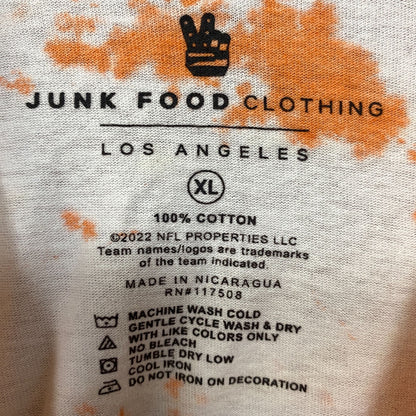 JUNK FOOD CLOTHING
LOS ANGELES
XL
100% COTTON
©2022 NFL PROPERTIES LLC
Team names/logos are trademarks
of the team indicated.
MADE IN NICARAGUA
RN#117508
MACHINE WASH COLD
GENTLE CYCLE WASH & DRY
WITH LIKE COLORS ONLY
NO BLEACH
TUMBLE DRY LOW
COOL IRON
DO NOT IRON ON DECORATION